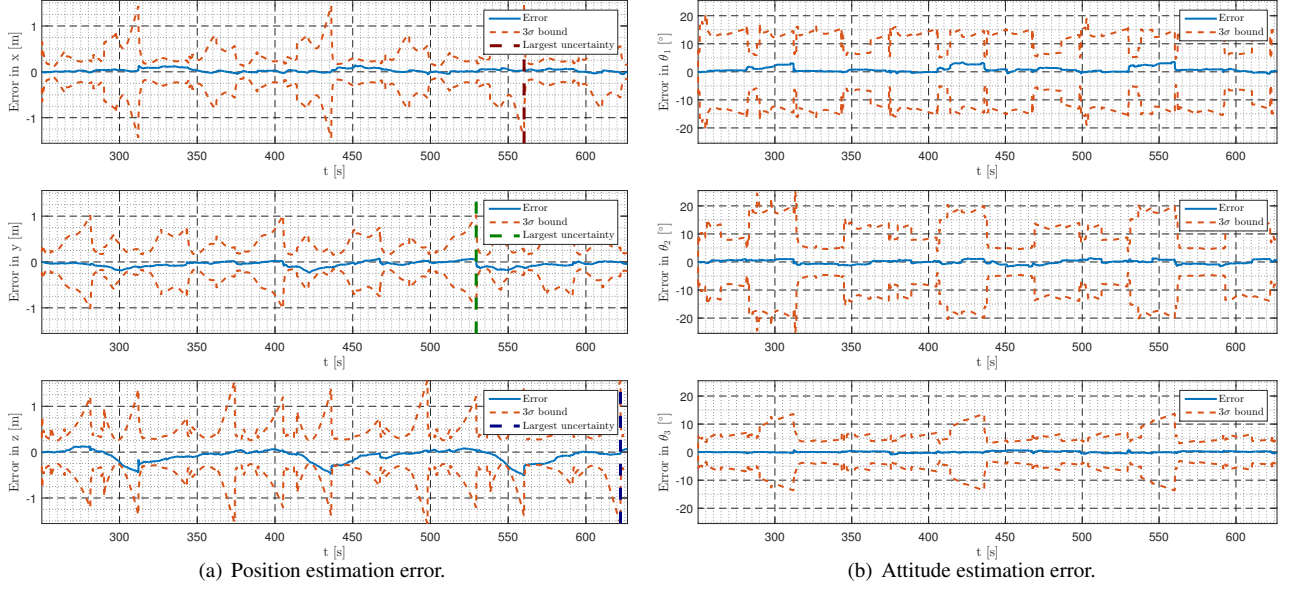 Error in x [m]
1
0
-1
Error
3σ bound
Largest uncertainty
300 350 400 450 500 550 600
t [s]
Error in y [m]
1
0
-1
Error
3σ bound
Largest uncertainty
300 350 400 450 500 550 600
t [s]
Error in z [m]
1
0
-1
Error
3σ bound
Largest uncertainty
300 350 400 450 500 550 600
t [s]
(a) Position estimation error.
Error in θ₁ [°]
20
10
0
-10
-20
Error
3σ bound
300 350 400 450 500 550 600
t [s]
Error in θ₂ [°]
20
10
0
-10
-20
Error
3σ bound
300 350 400 450 500 550 600
t [s]
Error in θ₃ [°]
20
10
0
-10
-20
Error
3σ bound
300 350 400 450 500 550 600
t [s]
(b) Attitude estimation error.